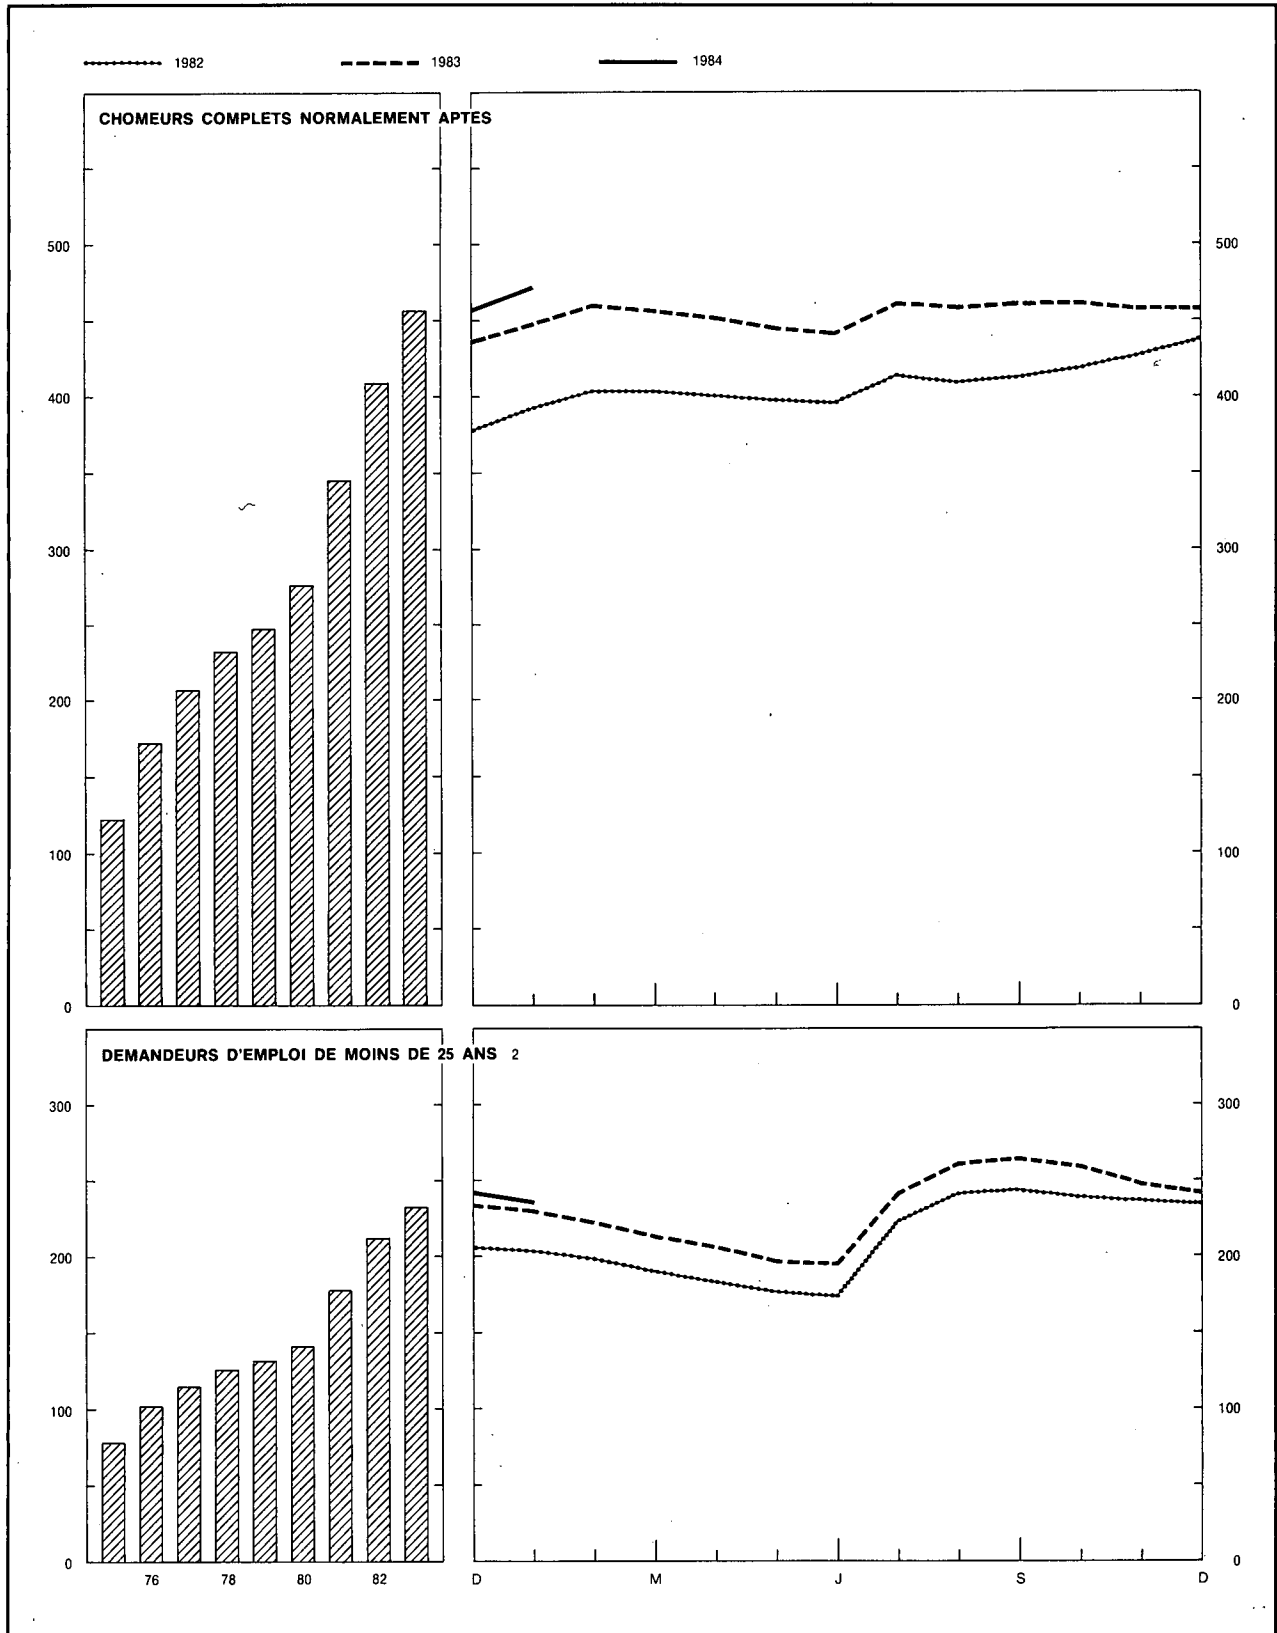 1982 1983 1984
CHOMEURS COMPLETS NORMALEMENT APTES
500 500
400 400
300 300
200 200
100 100
0 0
DEMANDEURS D'EMPLOI DE MOINS DE 25 ANS 2
300 300
200 200
100 100
0 0
76 78 80 82 D M J S D